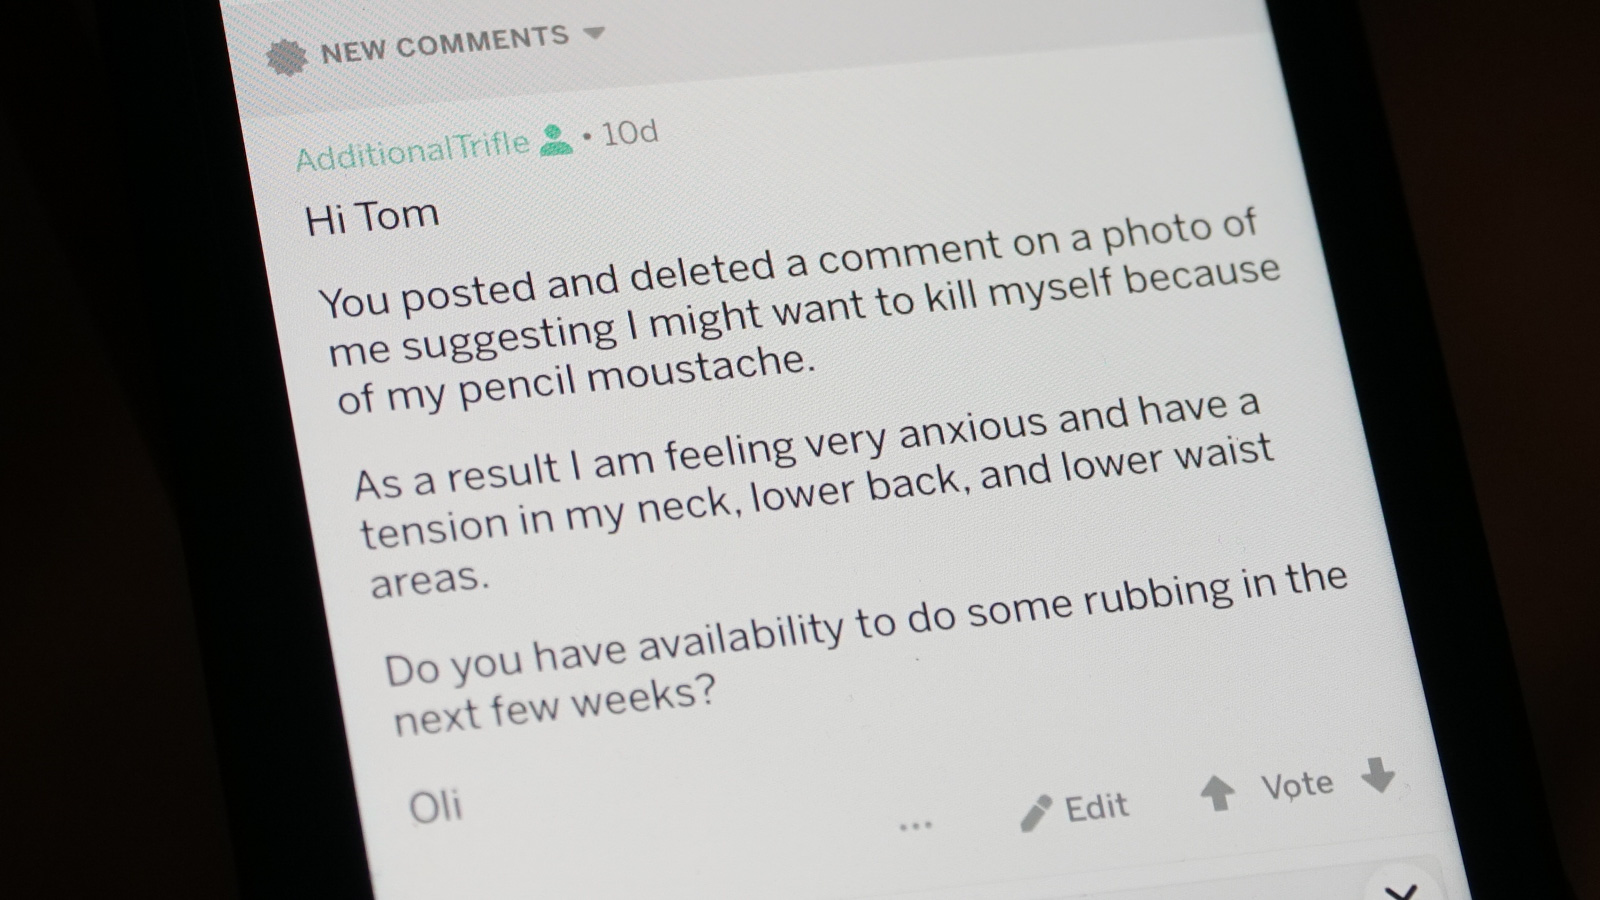 NEW COMMENTS
AdditionalTrifle • 10d
Hi Tom
You posted and deleted a comment on a photo of
me suggesting I might want to kill myself because
of my pencil moustache.
As a result I am feeling very anxious and have a
tension in my neck, lower back, and lower waist
areas.
Do you have availability to do some rubbing in the
next few weeks?
Oli
... Edit Vote